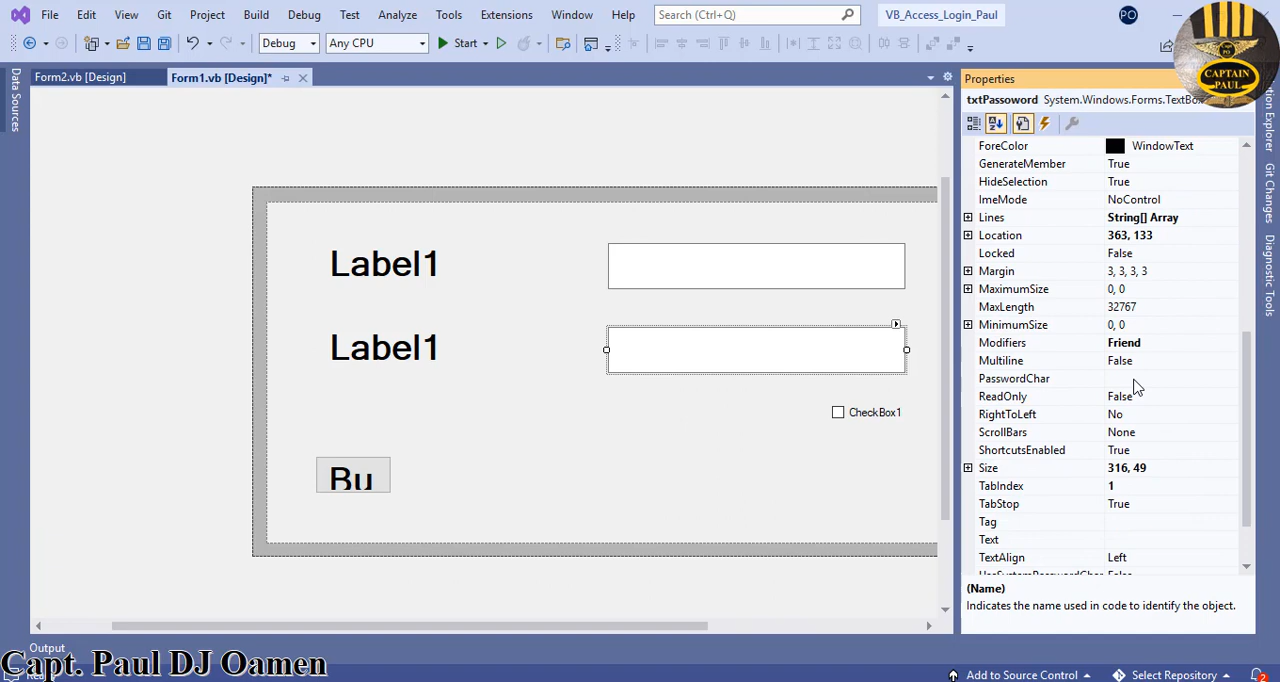 File Edit View Git Project Build Debug Test Analyze Tools Extensions Window Help Search (Ctrl+Q) VB_Access_Login_Paul PO
Debug Any CPU Start
CAPTAIN PAUL
Data Sources
Form2.vb [Design] Form1.vb [Design]*
Label1
Label1
CheckBox1
Bu
Properties
txtPassoword System.Windows.Forms.TextBox
ForeColor WindowText
GenerateMember True
HideSelection True
ImeMode NoControl
Lines String[] Array
Location 363, 133
Locked False
Margin 3, 3, 3, 3
MaximumSize 0, 0
MaxLength 32767
MinimumSize 0, 0
Modifiers Friend
Multiline False
PasswordChar
ReadOnly False
RightToLeft No
ScrollBars None
ShortcutsEnabled True
Size 316, 49
TabIndex 1
TabStop True
Tag
Text
TextAlign Left
UseSystemPasswordChar False
(Name)
Indicates the name used in code to identify the object.
Git Changes
Diagnostic Tools
Output
Capt. Paul DJ Oamen
Add to Source Control Select Repository 2